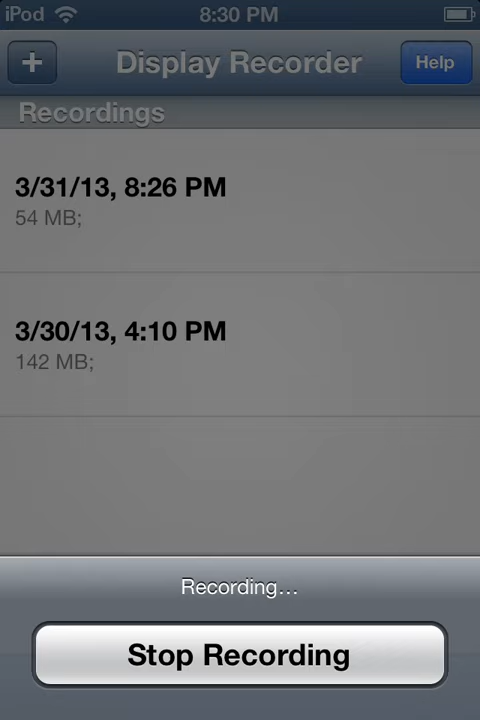 iPod 8:30 PM
+ Display Recorder Help
Recordings
3/31/13, 8:26 PM
54 MB;
3/30/13, 4:10 PM
142 MB;
Recording...
Stop Recording